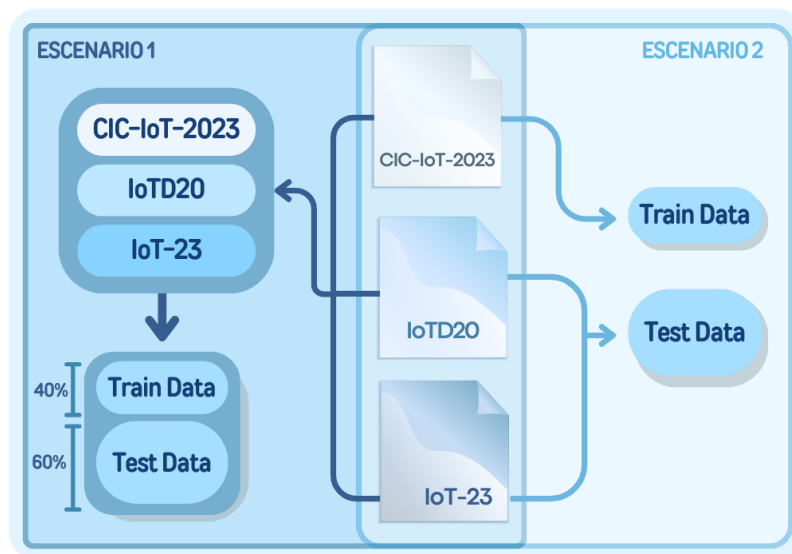 ESCENARIO 1
CIC-IoT-2023
IoTD20
IoT-23
40%
Train Data
60%
Test Data
CIC-IoT-2023
IoTD20
IoT-23
ESCENARIO 2
Train Data
Test Data